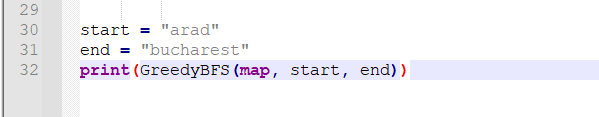 29
30 start = "arad"
31 end = "bucharest"
32 print(GreedyBFS(map, start, end))